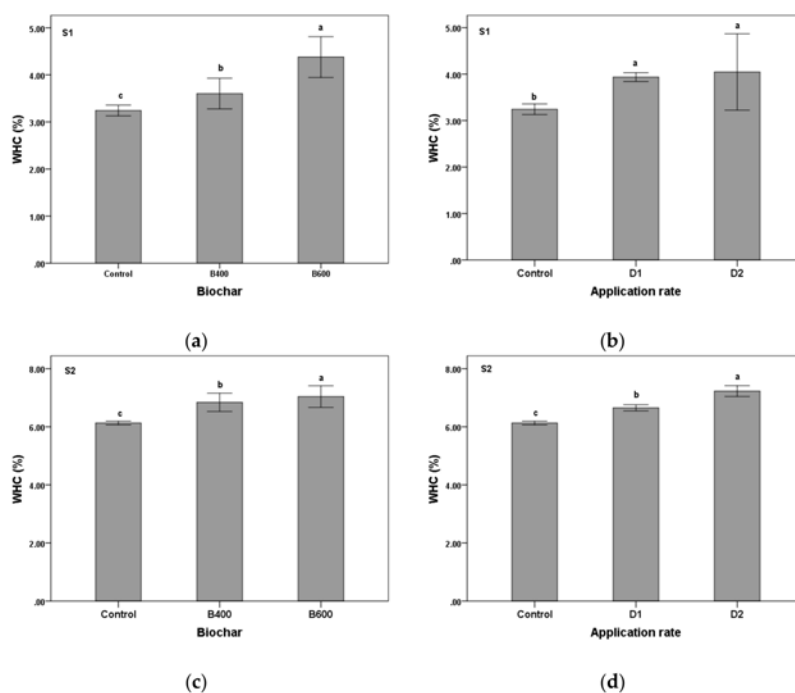 S1
5.00
4.00
3.00
2.00
1.00
.00
WHC (%)
c
b
a
Control
B400
B600
Biochar
(a)
S1
5.00
4.00
3.00
2.00
1.00
.00
WHC (%)
b
a
a
Control
D1
D2
Application rate
(b)
S2
8.00
6.00
4.00
2.00
.00
WHC (%)
c
b
a
Control
B400
B600
Biochar
(c)
S2
8.00
6.00
4.00
2.00
.00
WHC (%)
c
b
a
Control
D1
D2
Application rate
(d)